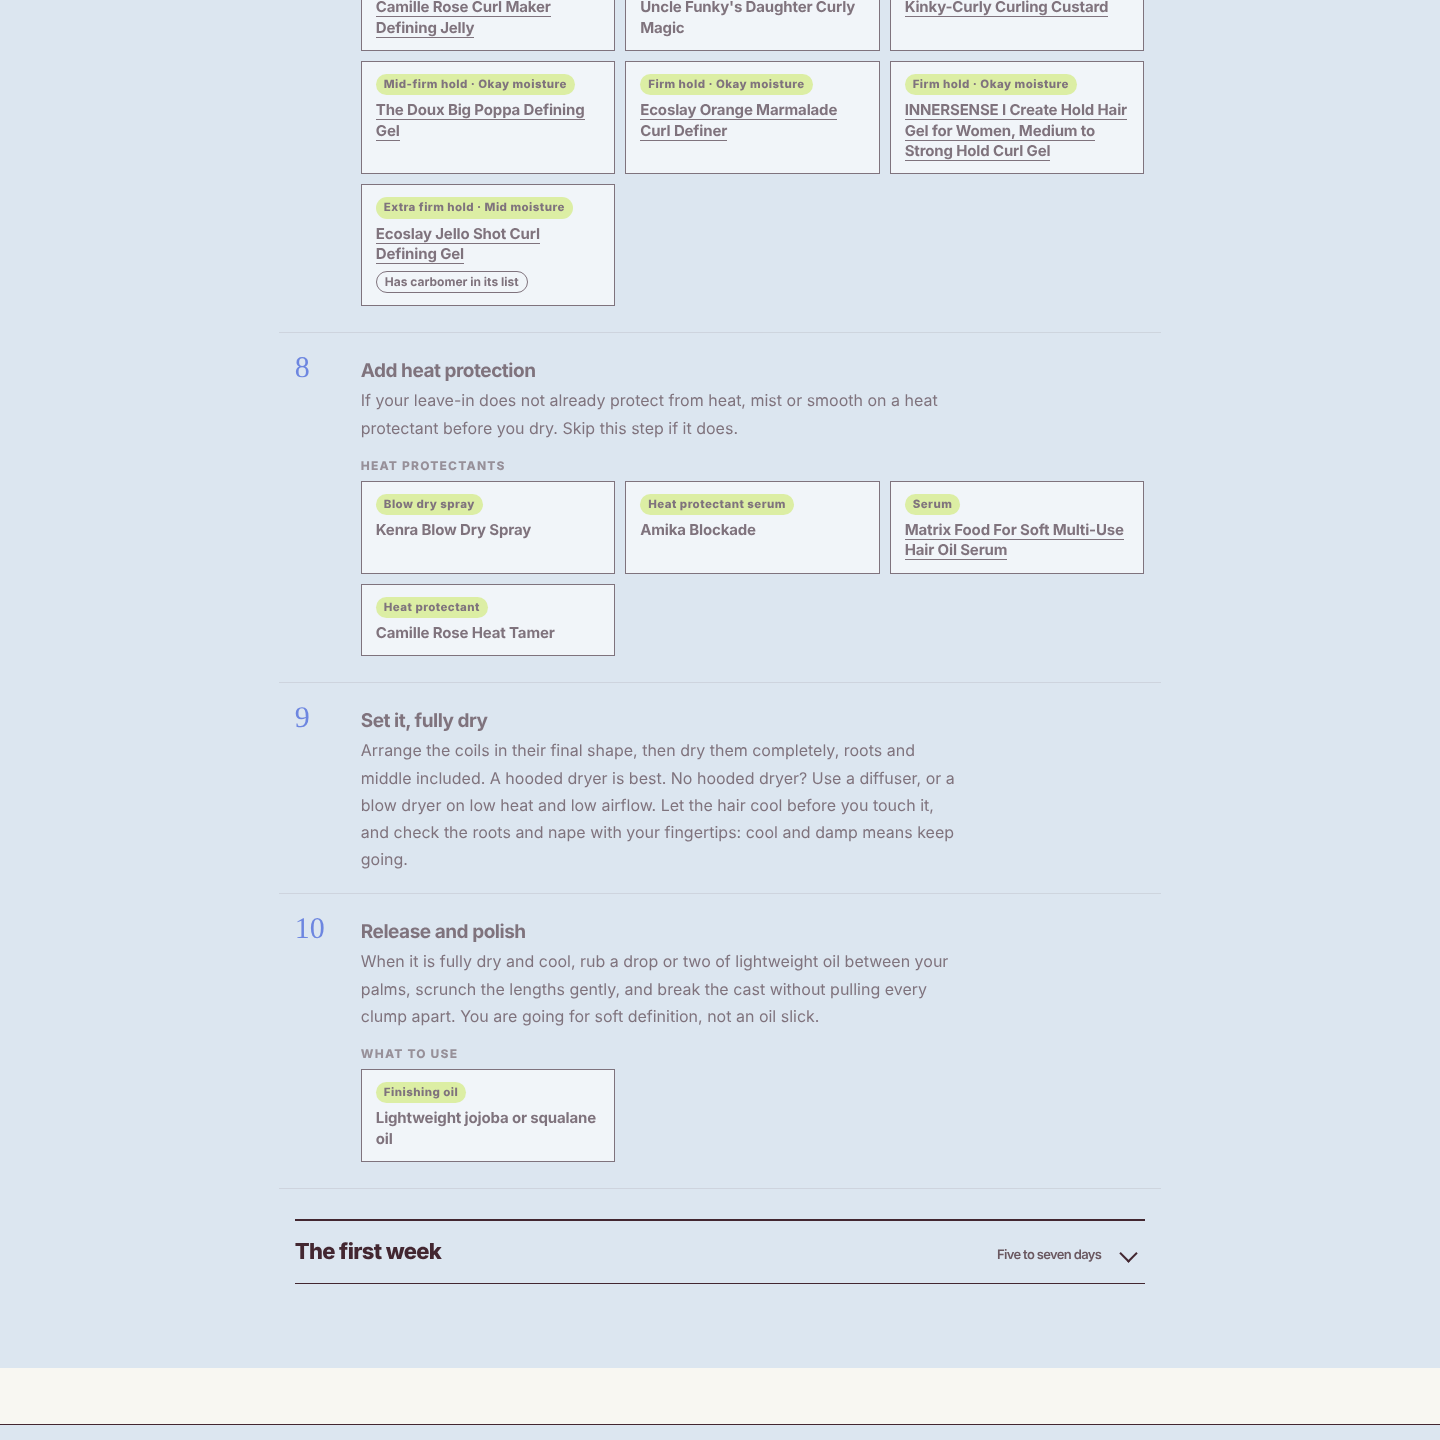 Camille Rose Curl Maker
Defining Jelly
Uncle Funky's Daughter Curly
Magic
Kinky-Curly Curling Custard
Mid-firm hold · Okay moisture
The Doux Big Poppa Defining
Gel
Firm hold · Okay moisture
Ecoslay Orange Marmalade
Curl Definer
Firm hold · Okay moisture
INNERSENSE I Create Hold Hair
Gel for Women, Medium to
Strong Hold Curl Gel
Extra firm hold · Mid moisture
Ecoslay Jello Shot Curl
Defining Gel
Has carbomer in its list
8
Add heat protection
If your leave-in does not already protect from heat, mist or smooth on a heat
protectant before you dry. Skip this step if it does.
HEAT PROTECTANTS
Blow dry spray
Kenra Blow Dry Spray
Heat protectant serum
Amika Blockade
Serum
Matrix Food For Soft Multi-Use
Hair Oil Serum
Heat protectant
Camille Rose Heat Tamer
9
Set it, fully dry
Arrange the coils in their final shape, then dry them completely, roots and
middle included. A hooded dryer is best. No hooded dryer? Use a diffuser, or a
blow dryer on low heat and low airflow. Let the hair cool before you touch it,
and check the roots and nape with your fingertips: cool and damp means keep
going.
10
Release and polish
When it is fully dry and cool, rub a drop or two of lightweight oil between your
palms, scrunch the lengths gently, and break the cast without pulling every
clump apart. You are going for soft definition, not an oil slick.
WHAT TO USE
Finishing oil
Lightweight jojoba or squalane
oil
The first week
Five to seven days